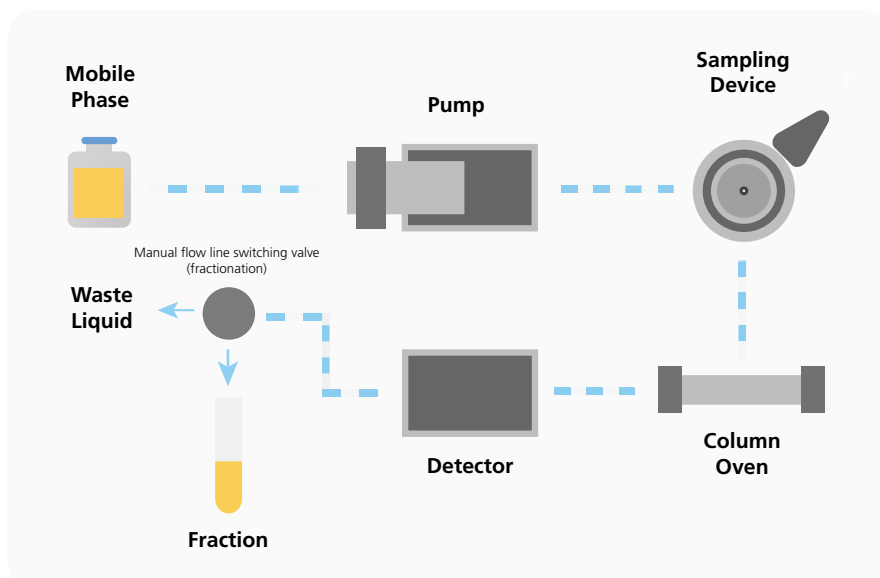 Mobile
Phase
Pump
Sampling
Device
Manual flow line switching valve
(fractionation)
Waste
Liquid
Detector
Column
Oven
Fraction